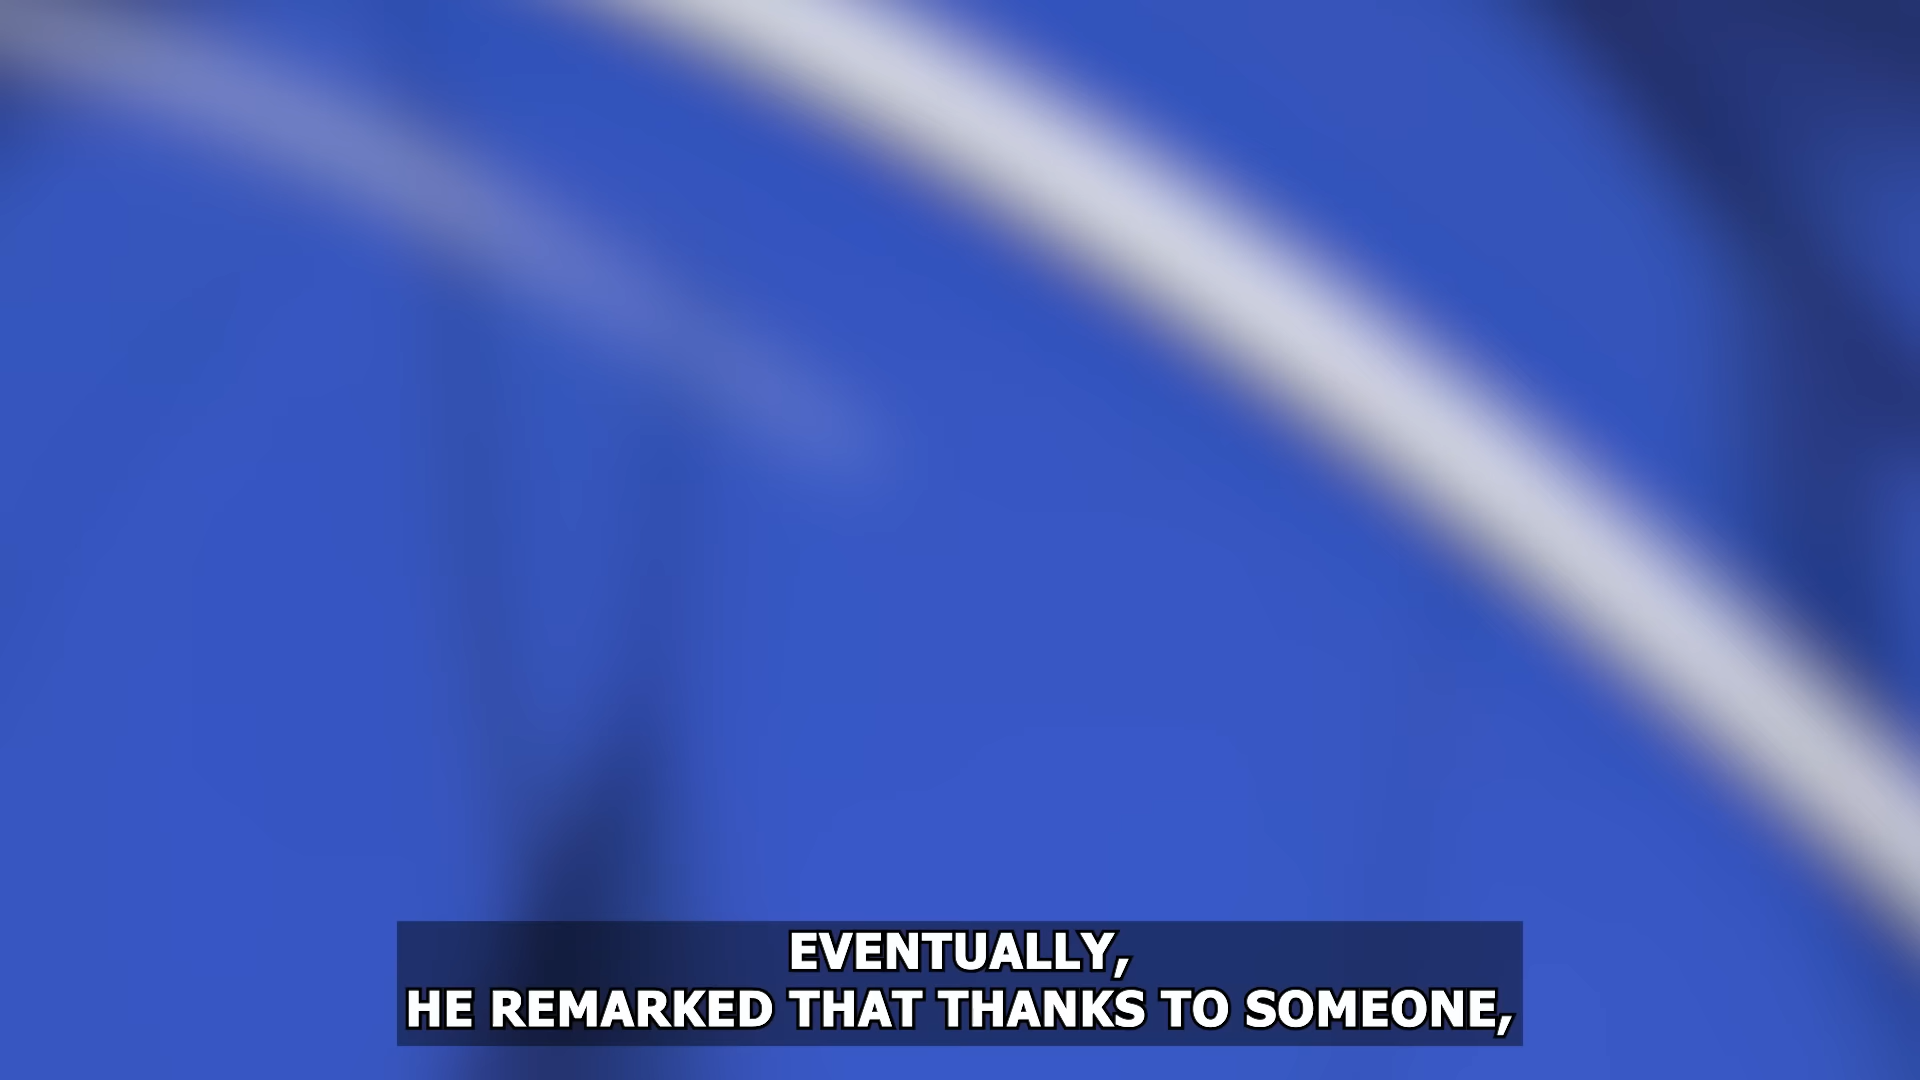 EVENTUALLY,
HE REMARKED THAT THANKS TO SOMEONE,